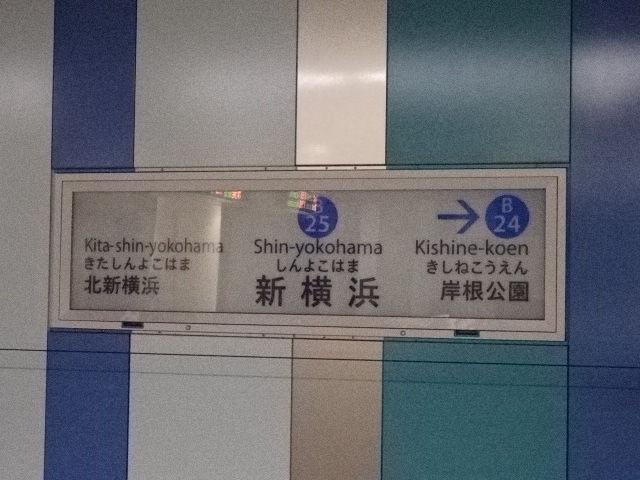 Kita-shin-yokohama
きたしんよこはま
北新横浜
B
25
Shin-yokohama
しんよこはま
新横浜
→ B
24
Kishine-koen
きしねこうえん
岸根公園